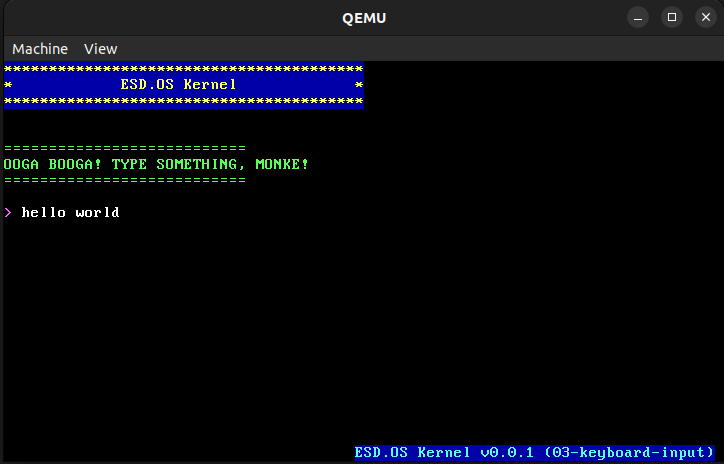 QEMU
Machine View
****************************************
*            ESD.OS Kernel             *
****************************************
===========================
OOGA BOOGA! TYPE SOMETHING, MONKE!
===========================
> hello world
ESD.OS Kernel v0.0.1 (03-keyboard-input)